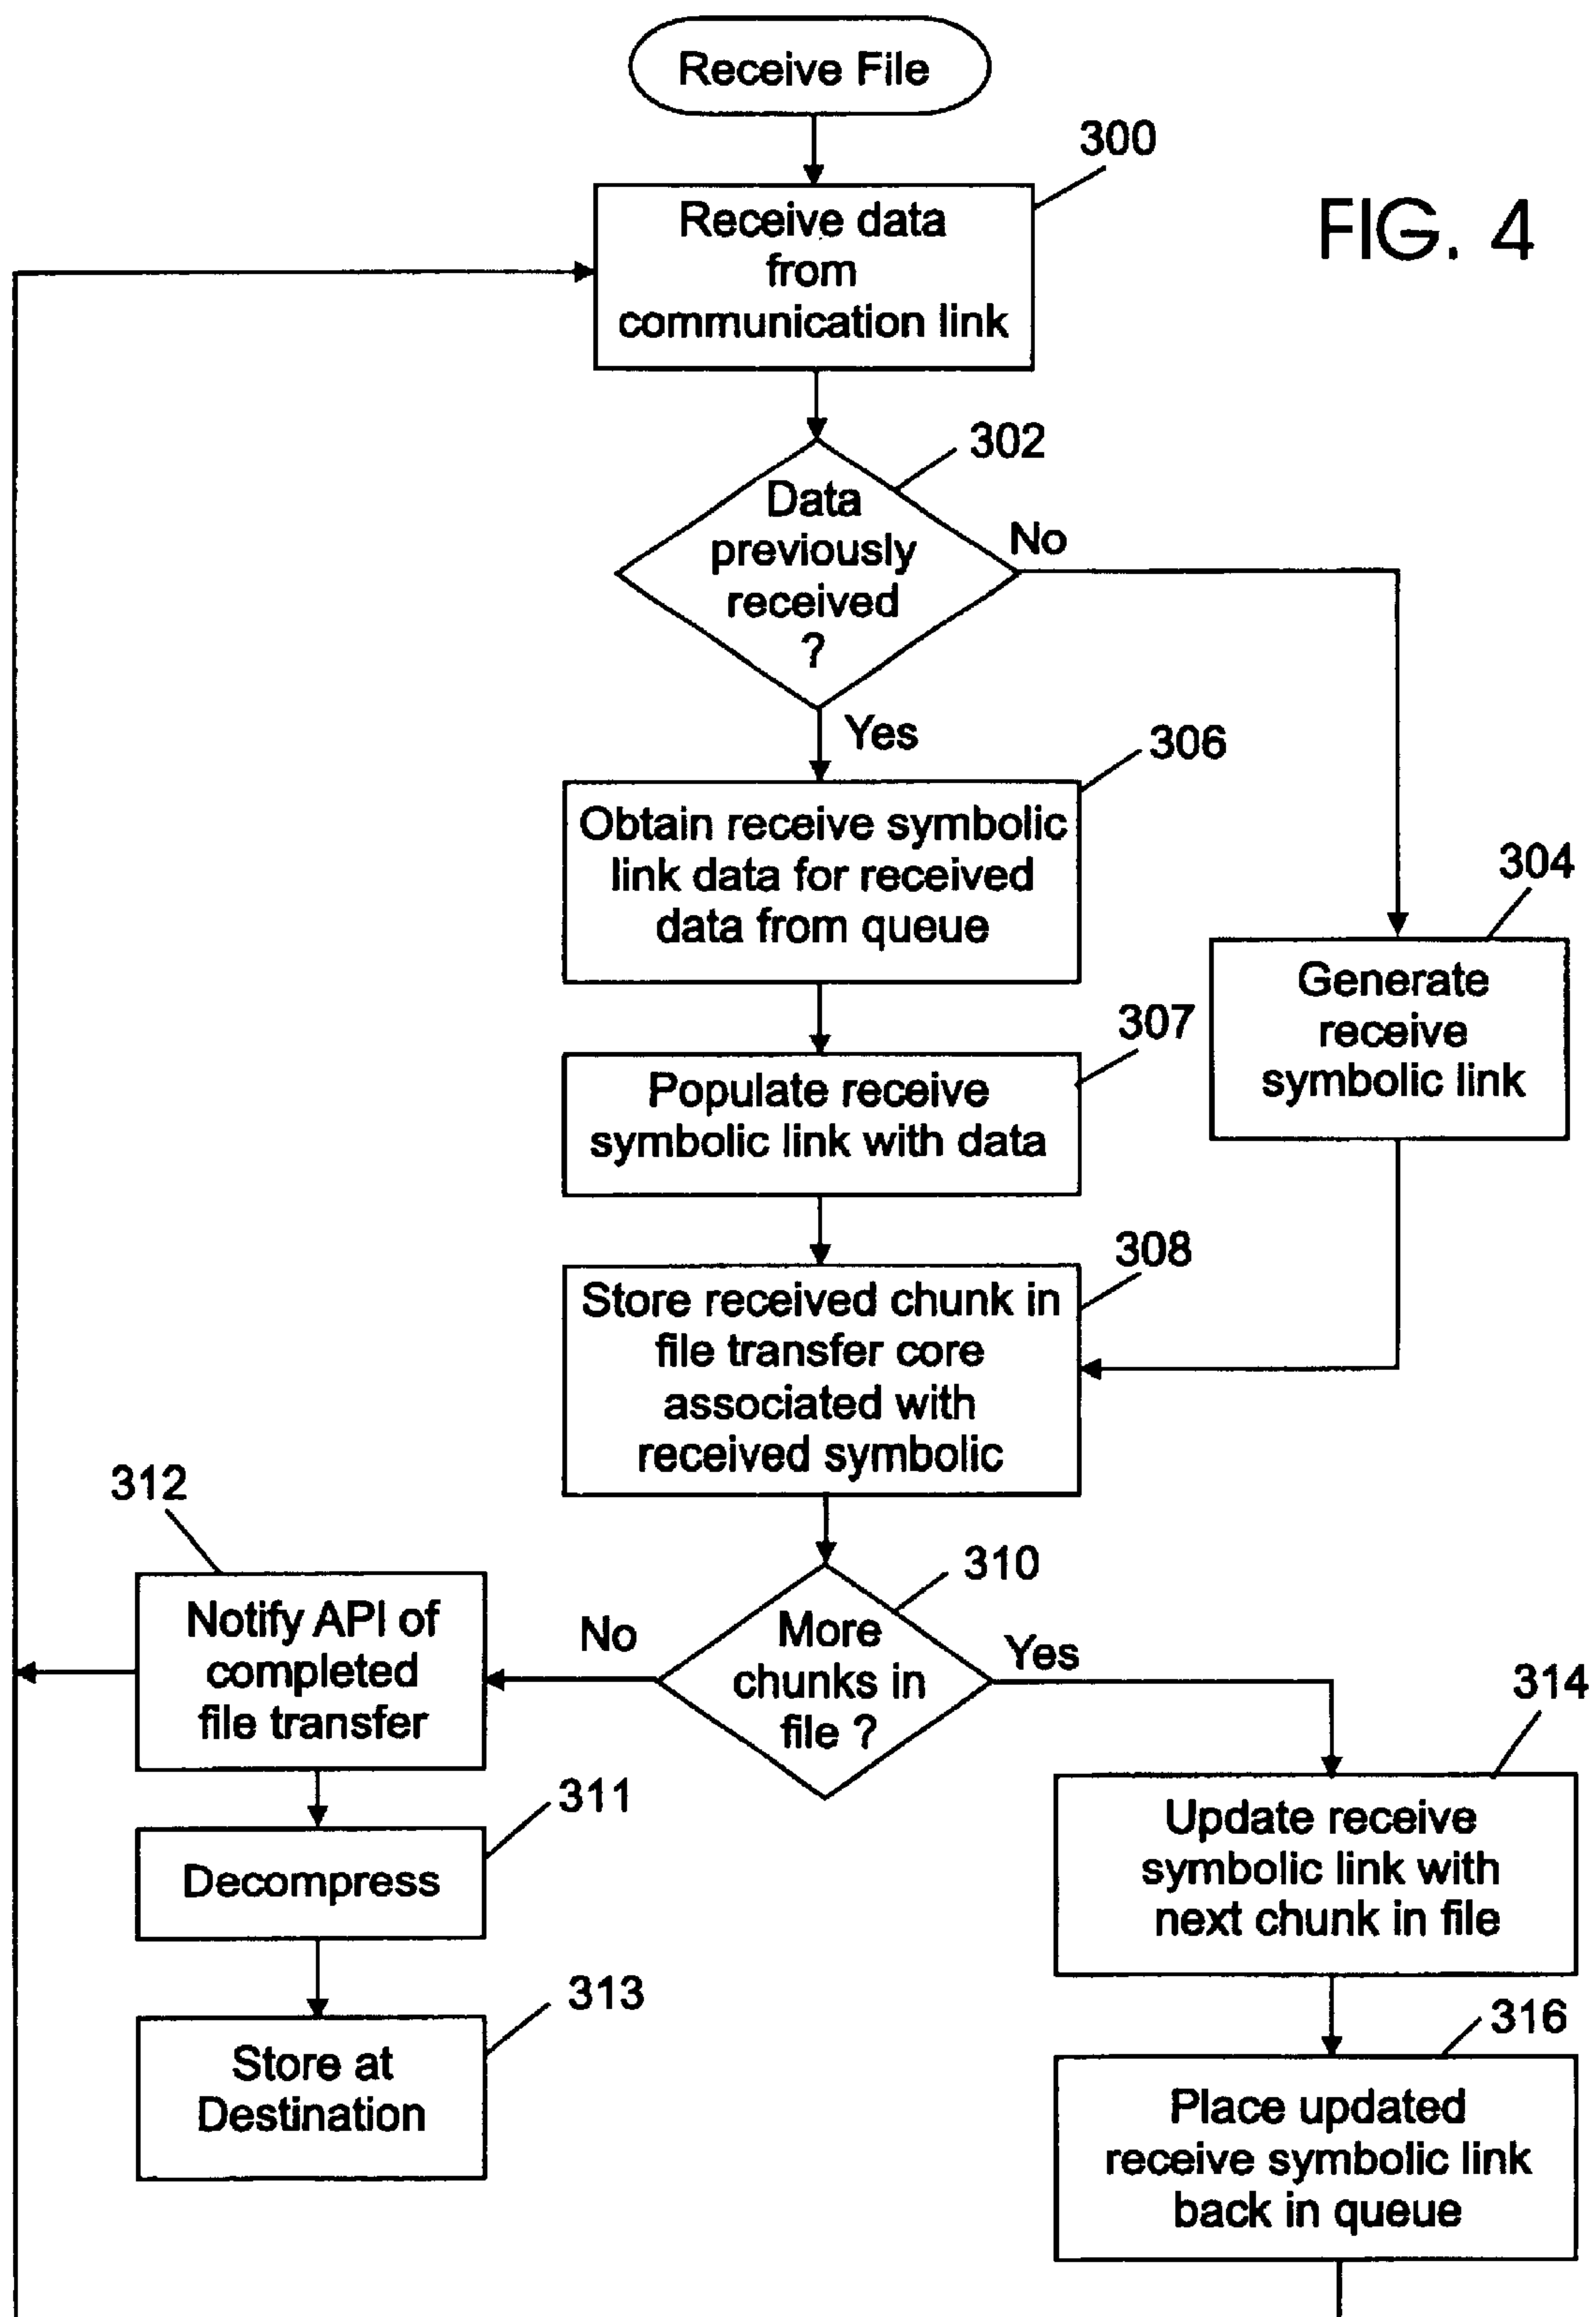 Receive File
300
FIG. 4
Receive data
from
communication link
302
Data
previously
received
?
No
Yes
306
Obtain receive symbolic
link data for received
data from queue
304
Generate
receive
symbolic link
307
Populate receive
symbolic link with data
308
Store received chunk in
file transfer core
associated with
received symbolic
312
310
Notify API of
completed
file transfer
No
More
chunks in
file ?
Yes
314
311
Decompress
Update receive
symbolic link with
next chunk in file
313
Store at
Destination
316
Place updated
receive symbolic link
back in queue